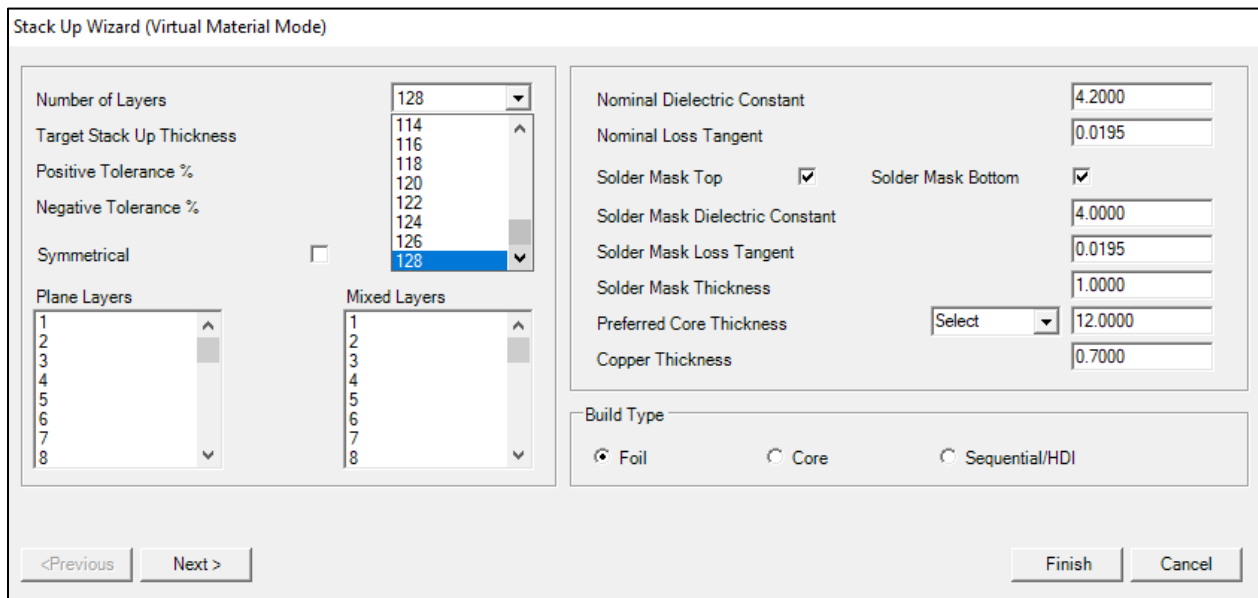 Stack Up Wizard (Virtual Material Mode)
Number of Layers 128
114
116
118
120
122
124
126
128
Target Stack Up Thickness
Positive Tolerance %
Negative Tolerance %
Symmetrical
Plane Layers
1
2
3
4
5
6
7
8
Mixed Layers
1
2
3
4
5
6
7
8
Nominal Dielectric Constant 4.2000
Nominal Loss Tangent 0.0195
Solder Mask Top Solder Mask Bottom
Solder Mask Dielectric Constant 4.0000
Solder Mask Loss Tangent 0.0195
Solder Mask Thickness 1.0000
Preferred Core Thickness Select 12.0000
Copper Thickness 0.7000
Build Type
Foil Core Sequential/HDI
<Previous Next > Finish Cancel